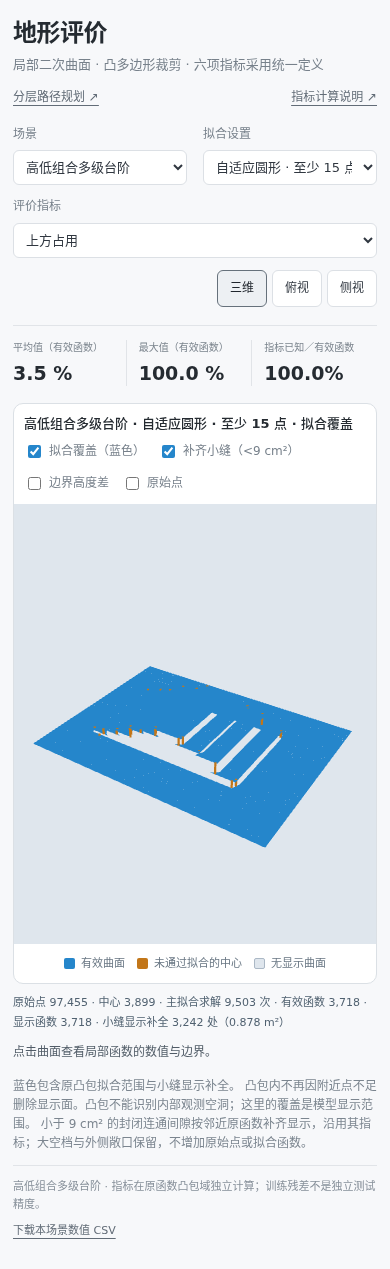 地形评价
局部二次曲面 · 凸多边形裁剪 · 六项指标采用统一定义
分层路径规划 ↗
指标计算说明 ↗
场景
拟合设置
高低组合多级台阶
自适应圆形 · 至少 15 点
评价指标
上方占用
三维
俯视
侧视
平均值（有效函数）
最大值（有效函数）
指标已知／有效函数
3.5 %
100.0 %
100.0%
高低组合多级台阶 · 自适应圆形 · 至少 15 点 · 拟合覆盖
拟合覆盖（蓝色）
补齐小缝（<9 cm²）
边界高度差
原始点
有效曲面
未通过拟合的中心
无显示曲面
原始点 97,455 · 中心 3,899 · 主拟合求解 9,503 次 · 有效函数 3,718 ·
显示函数 3,718 · 小缝显示补全 3,242 处（0.878 m²）
点击曲面查看局部函数的数值与边界。
蓝色包含原凸包拟合范围与小缝显示补全。 凸包内不再因附近点不足
删除显示面。凸包不能识别内部观测空洞；这里的覆盖是模型显示范
围。 小于 9 cm² 的封闭连通间隙按邻近原函数补齐显示，沿用其指
标；大空档与外侧敞口保留，不增加原始点或拟合函数。
高低组合多级台阶 · 指标在原函数凸包域独立计算；训练残差不是独立测试
精度。
下载本场景数值 CSV